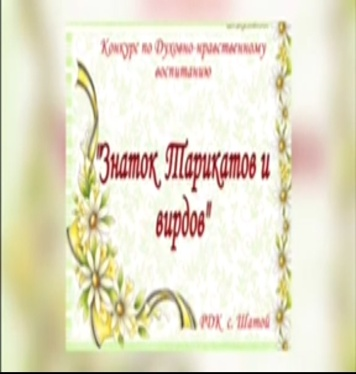 Конкурс по Духовно-нравственному
воспитанию
"Знаток Тарикатов и
вирдов"
РДК с. Шатой